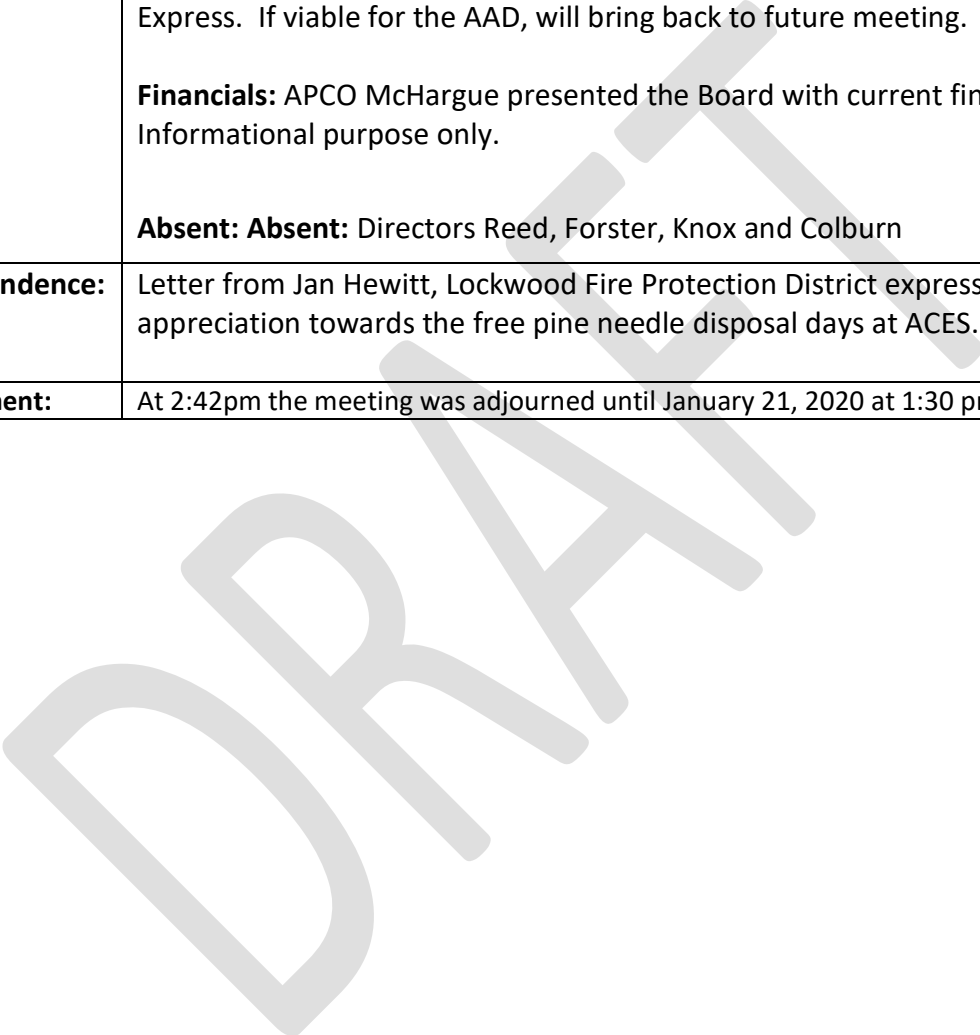 Express.  If viable for the AAD, will bring back to future meeting.
Financials: APCO McHargue presented the Board with current fin
Informational purpose only.
Absent: Absent: Directors Reed, Forster, Knox and Colburn
ndence: Letter from Jan Hewitt, Lockwood Fire Protection District express
appreciation towards the free pine needle disposal days at ACES.
ent: At 2:42pm the meeting was adjourned until January 21, 2020 at 1:30 p
DRAFT